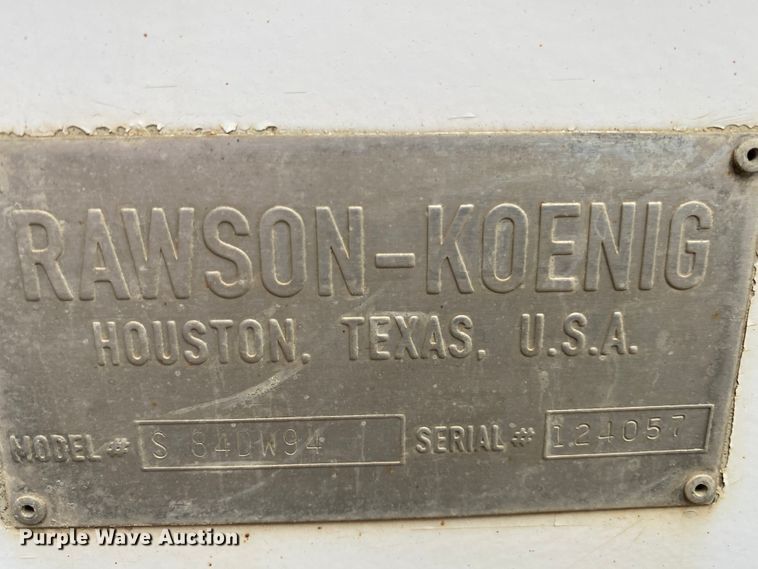 RAWSON-KOENIG
HOUSTON, TEXAS, U.S.A.
MODEL # S 84DW94 SERIAL # 124057
Purple Wave Auction